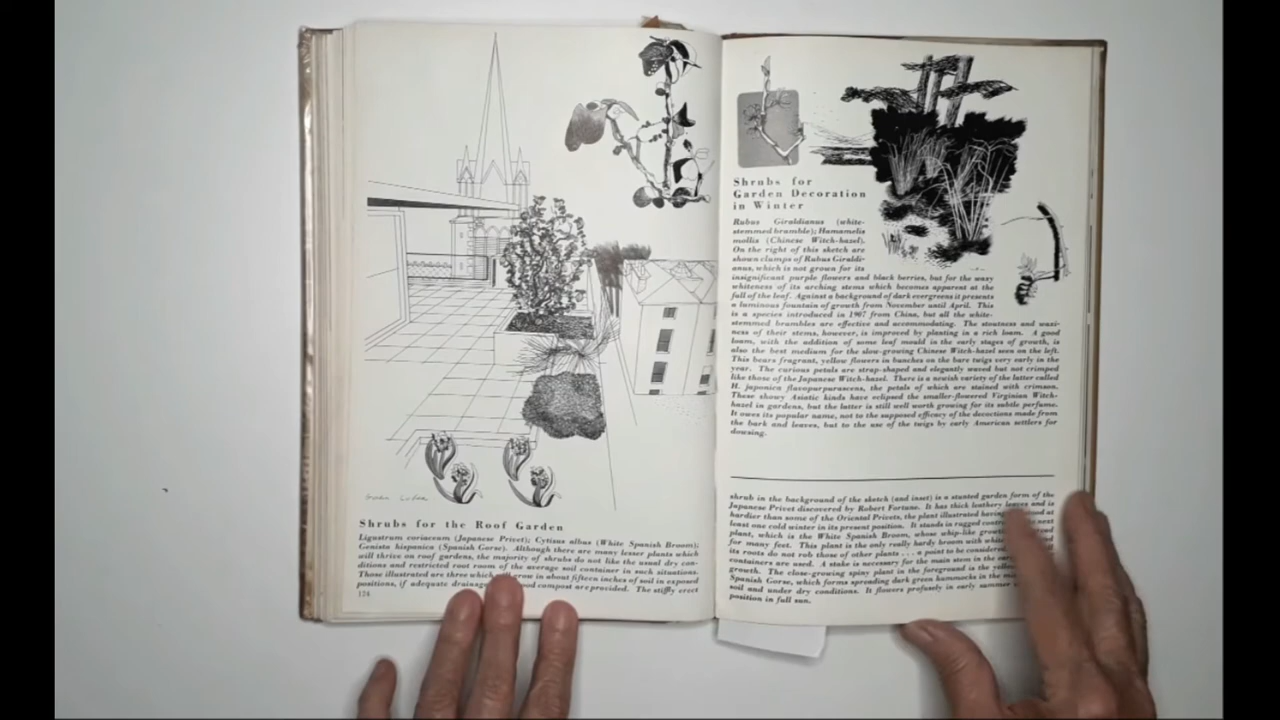 Shrubs for the Roof Garden
Ligustrum coriaceum (Japanese Privet); Cytisus albus (White Spanish Broom);
Genista hispanica (Spanish Gorse). Although there are many lesser plants which
will thrive on roof gardens, the majority of shrubs do not like the usual dry con-
ditions and restricted root room of the average soil container in such situations.
Those illustrated are three which will grow in about fifteen inches of soil in exposed
positions, if adequate drainage good compost are provided. The stiffly erect
124
Shrubs for
Garden Decoration
in Winter
Rubus Giraldianus (white-
stemmed bramble); Hamamelis
mollis (Chinese Witch-hazel).
On the right of this sketch are
shown clumps of Rubus Giraldi-
anus, which is not grown for its
insignificant purple flowers and black berries, but for the waxy
whiteness of its arching stems which becomes apparent at the
fall of the leaf. Against a background of dark evergreens it presents
a luminous fountain of growth from November until April. This
is a species introduced in 1907 from China, but all the white-
stemmed brambles are effective and accommodating. The stoutness and waxi-
ness of their stems, however, is improved by planting in a rich loam. A good
loam, with the addition of some leaf mould in the early stages of growth, is
also the best medium for the slow-growing Chinese Witch-hazel seen on the left.
This bears fragrant, yellow flowers in bunches on the bare twigs very early in the
year. The curious petals are strap-shaped and elegantly waved but not crimped
like those of the Japanese Witch-hazel. There is a newish variety of the latter called
H. japonica flavopurpurascens, the petals of which are stained with crimson.
These showy Asiatic kinds have eclipsed the smaller-flowered Virginian Witch-
hazel in gardens, but the latter is still well worth growing for its subtle perfume.
It owes its popular name, not to the supposed efficacy of the decoctions made from
the bark and leaves, but to the use of the twigs by early American settlers for
dowsing.
shrub in the background of the sketch (and inset) is a stunted garden form of the
Japanese Privet discovered by Robert Fortune. It has thick leathery leaves and is
hardier than some of the Oriental Privets, the plant illustrated having stood at
least one cold winter in its present position. It stands in ragged next
plant, which is the White Spanish Broom, whose whip-like growth
for many feet. This plant is the only really hardy broom with white
its roots do not rob those of other plants . . . a point to be considered
containers are used. A stake is necessary for the main stem in the
growth. The close-growing spiny plant in the foreground is the
Spanish Gorse, which forms spreading dark green hummocks in the
soil and under dry conditions. It flowers profusely in early summer
position in full sun.